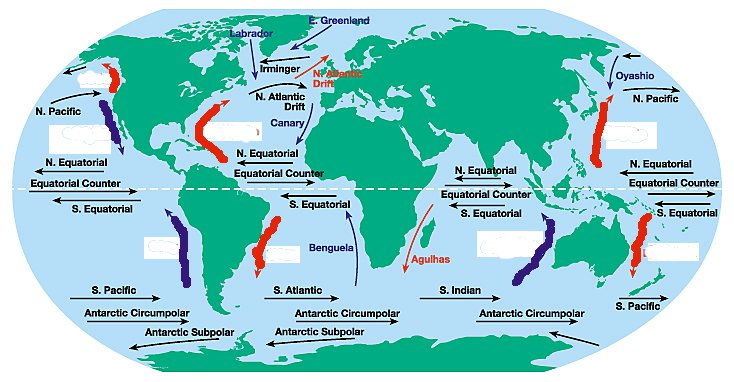 E. Greenland
Labrador
Irminger
N. Atlantic
Drift
N. Atlantic
Drift
Oyashio
N. Pacific
N. Pacific
Canary
N. Equatorial
N. Equatorial
N. Equatorial
N. Equatorial
Equatorial Counter
Equatorial Counter
Equatorial Counter
Equatorial Counter
S. Equatorial
S. Equatorial
S. Equatorial
S. Equatorial
Benguela
Agulhas
S. Pacific
S. Atlantic
S. Indian
S. Pacific
Antarctic Circumpolar
Antarctic Circumpolar
Antarctic Circumpolar
Antarctic Subpolar
Antarctic Subpolar